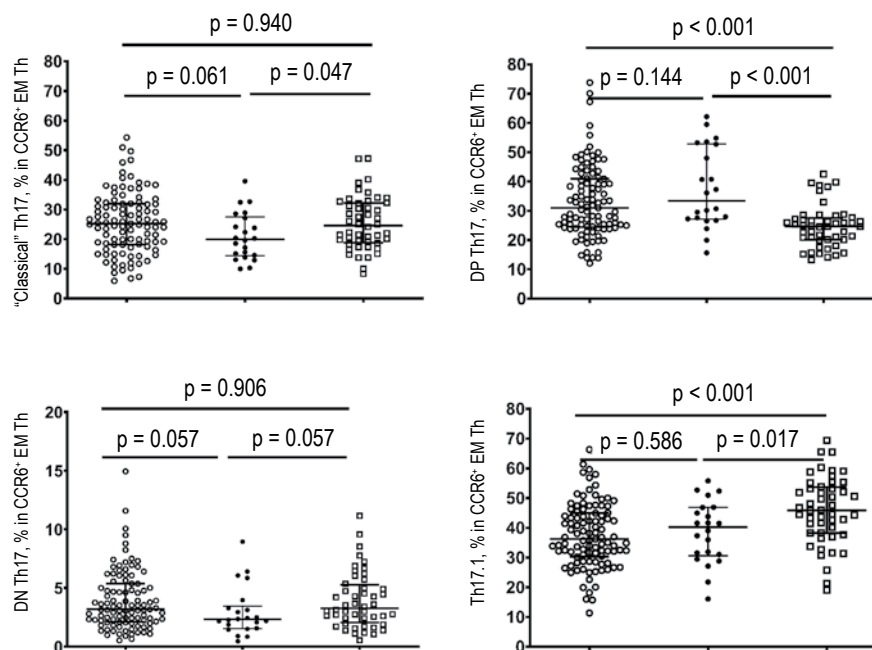 p = 0.940
p = 0.061
p = 0.047
80
70
60
50
40
30
20
10
0
"Classical" Th17, % in CCR6⁺ EM Th
p < 0.001
p = 0.144
p < 0.001
80
70
60
50
40
30
20
10
0
DP Th17, % in CCR6⁺ EM Th
p = 0.906
p = 0.057
p = 0.057
20
15
10
5
0
DN Th17, % in CCR6⁺ EM Th
p < 0.001
p = 0.586
p = 0.017
80
70
60
50
40
30
20
10
0
Th17.1, % in CCR6⁺ EM Th